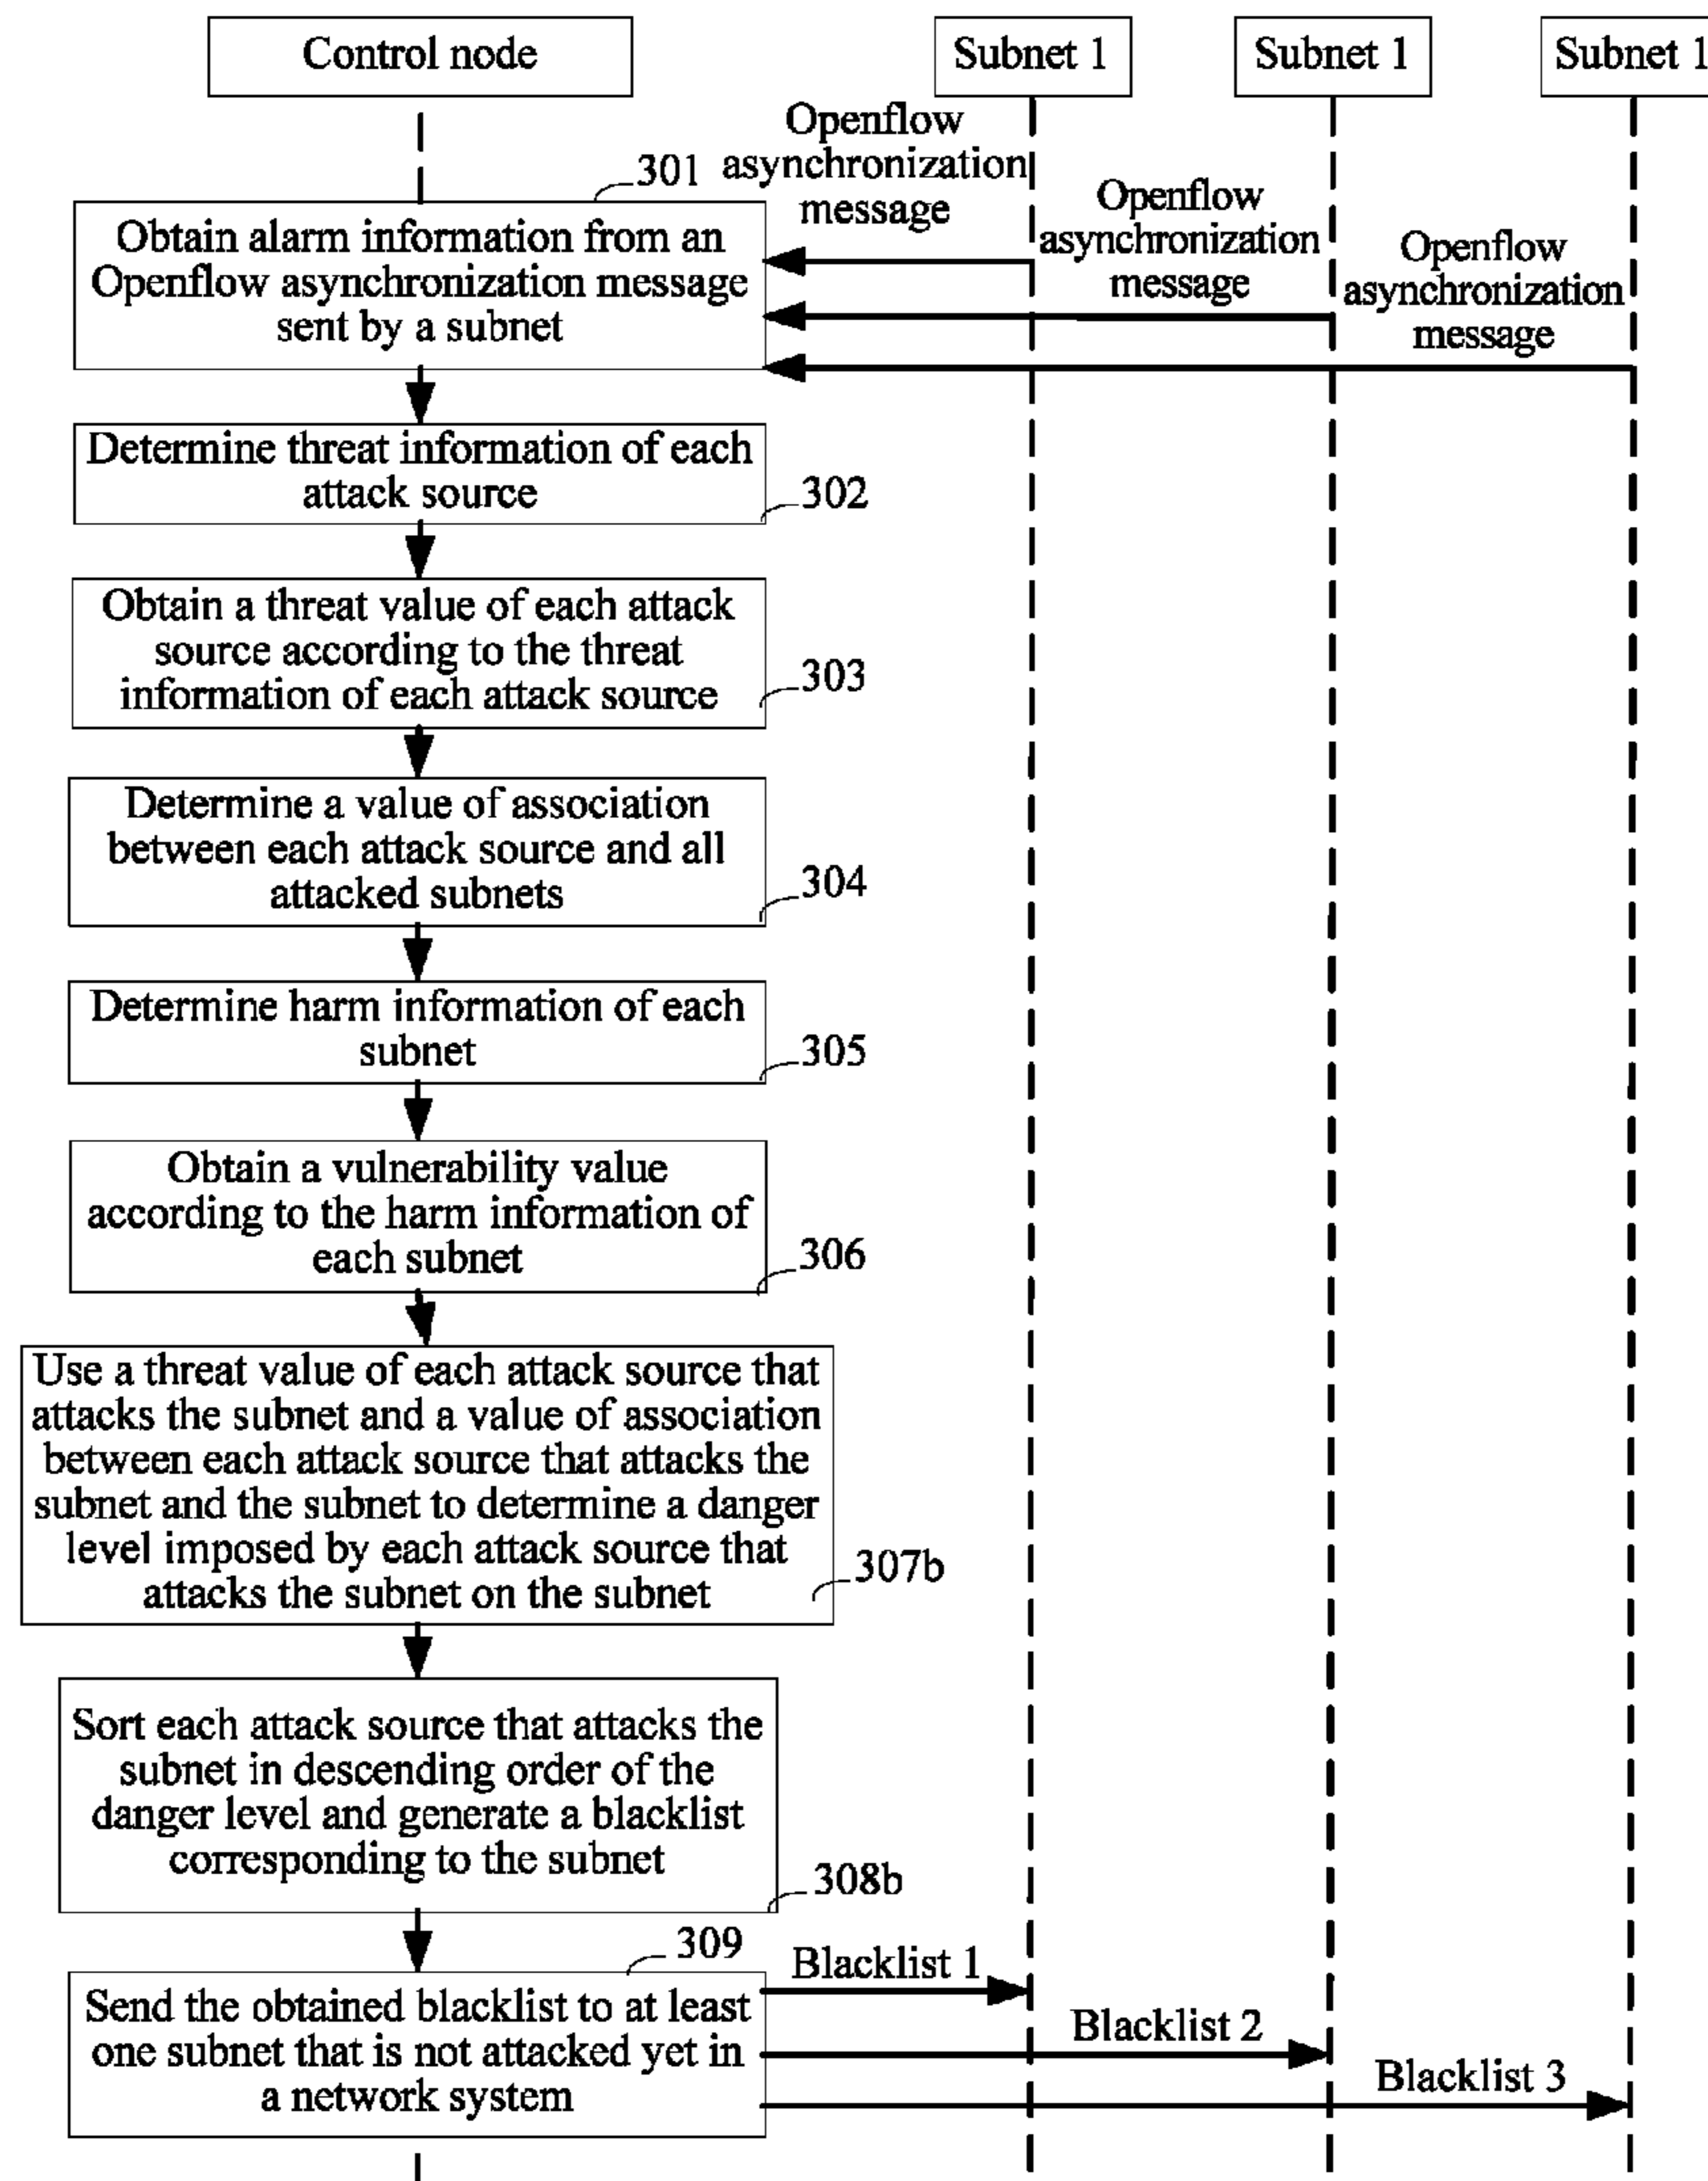 Control node
Subnet 1
Subnet 1
Subnet 1
Openflow
asynchronization
message
Openflow
asynchronization
message
Openflow
asynchronization
message
301
Obtain alarm information from an
Openflow asynchronization message
sent by a subnet
Determine threat information of each
attack source
302
Obtain a threat value of each attack
source according to the threat
information of each attack source
303
Determine a value of association
between each attack source and all
attacked subnets
304
Determine harm information of each
subnet
305
Obtain a vulnerability value
according to the harm information of
each subnet
306
Use a threat value of each attack source that
attacks the subnet and a value of association
between each attack source that attacks the
subnet and the subnet to determine a danger
level imposed by each attack source that
attacks the subnet on the subnet
307b
Sort each attack source that attacks the
subnet in descending order of the
danger level and generate a blacklist
corresponding to the subnet
308b
309
Send the obtained blacklist to at least
one subnet that is not attacked yet in
a network system
Blacklist 1
Blacklist 2
Blacklist 3